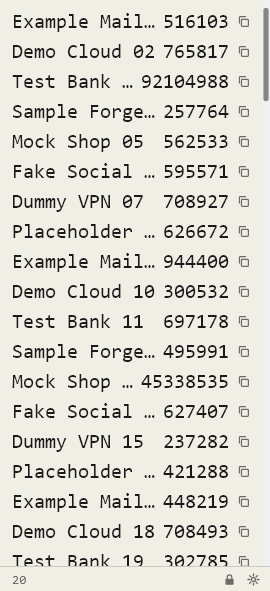 Example Mail… 516103
Demo Cloud 02 765817
Test Bank … 92104988
Sample Forge… 257764
Mock Shop 05 562533
Fake Social … 595571
Dummy VPN 07 708927
Placeholder … 626672
Example Mail… 944400
Demo Cloud 10 300532
Test Bank 11 697178
Sample Forge… 495991
Mock Shop … 45338535
Fake Social … 627407
Dummy VPN 15 237282
Placeholder … 421288
Example Mail… 448219
Demo Cloud 18 708493
Test Bank 19 302785
20